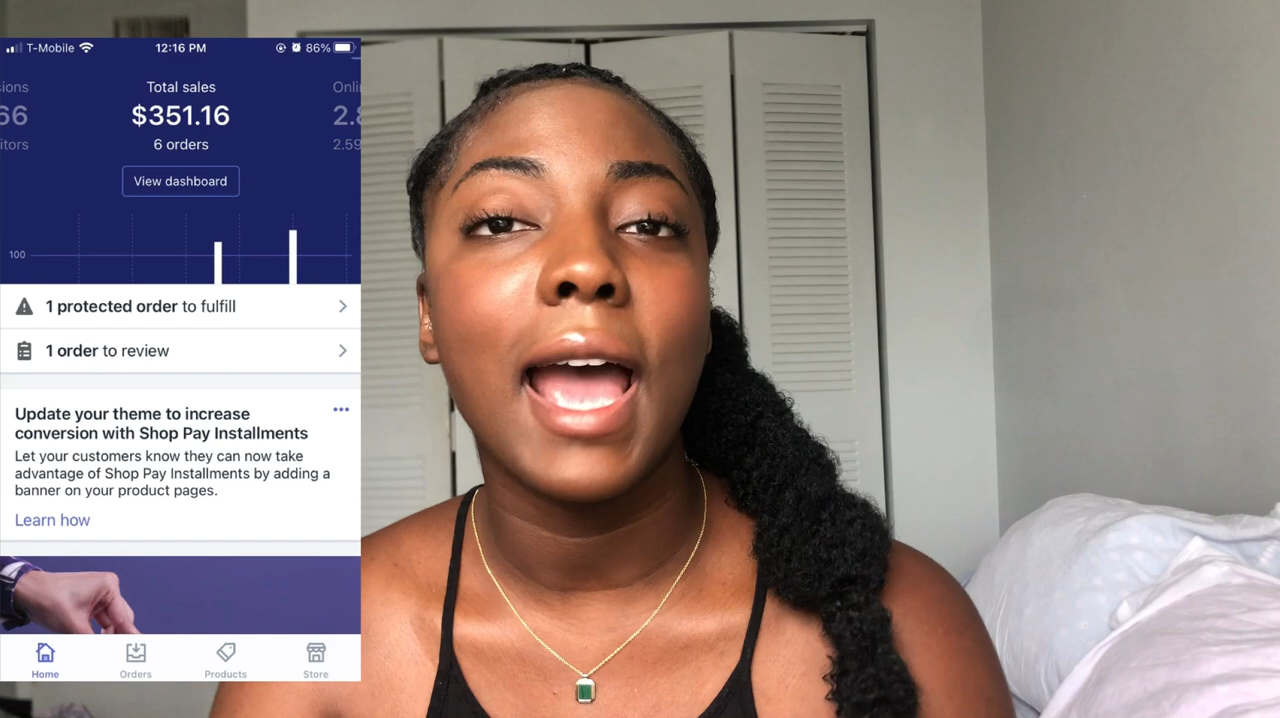 T-Mobile 12:16 PM 86%
Total sales
$351.16
6 orders
View dashboard
100
1 protected order to fulfill
1 order to review
Update your theme to increase
conversion with Shop Pay Installments
Let your customers know they can now take
advantage of Shop Pay Installments by adding a
banner on your product pages.
Learn how
Home Orders Products Store